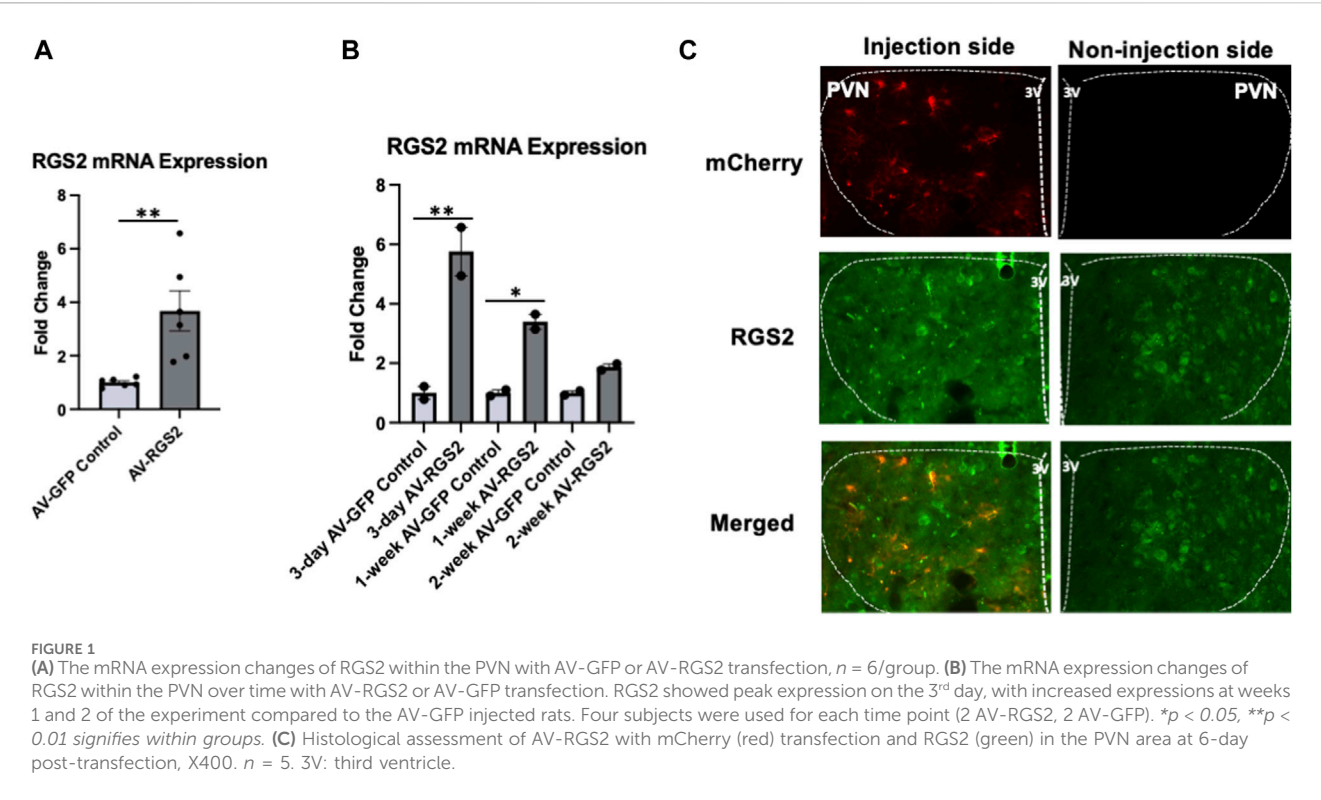 A
B
C
RGS2 mRNA Expression
Fold Change
8
6
4
2
0
**
AV-GFP Control
AV-RGS2
RGS2 mRNA Expression
Fold Change
8
6
4
2
0
**
*
3-day AV-GFP Control
3-day AV-RGS2
1-week AV-GFP Control
1-week AV-RGS2
2-week AV-GFP Control
2-week AV-RGS2
Injection side Non-injection side
PVN 3V 3V PVN
mCherry
3V 3V
RGS2
3V 3V
Merged
FIGURE 1
(A) The mRNA expression changes of RGS2 within the PVN with AV-GFP or AV-RGS2 transfection, n = 6/group. (B) The mRNA expression changes of
RGS2 within the PVN over time with AV-RGS2 or AV-GFP transfection. RGS2 showed peak expression on the 3rd day, with increased expressions at weeks
1 and 2 of the experiment compared to the AV-GFP injected rats. Four subjects were used for each time point (2 AV-RGS2, 2 AV-GFP). *p < 0.05, **p <
0.01 signifies within groups. (C) Histological assessment of AV-RGS2 with mCherry (red) transfection and RGS2 (green) in the PVN area at 6-day
post-transfection, X400. n = 5. 3V: third ventricle.